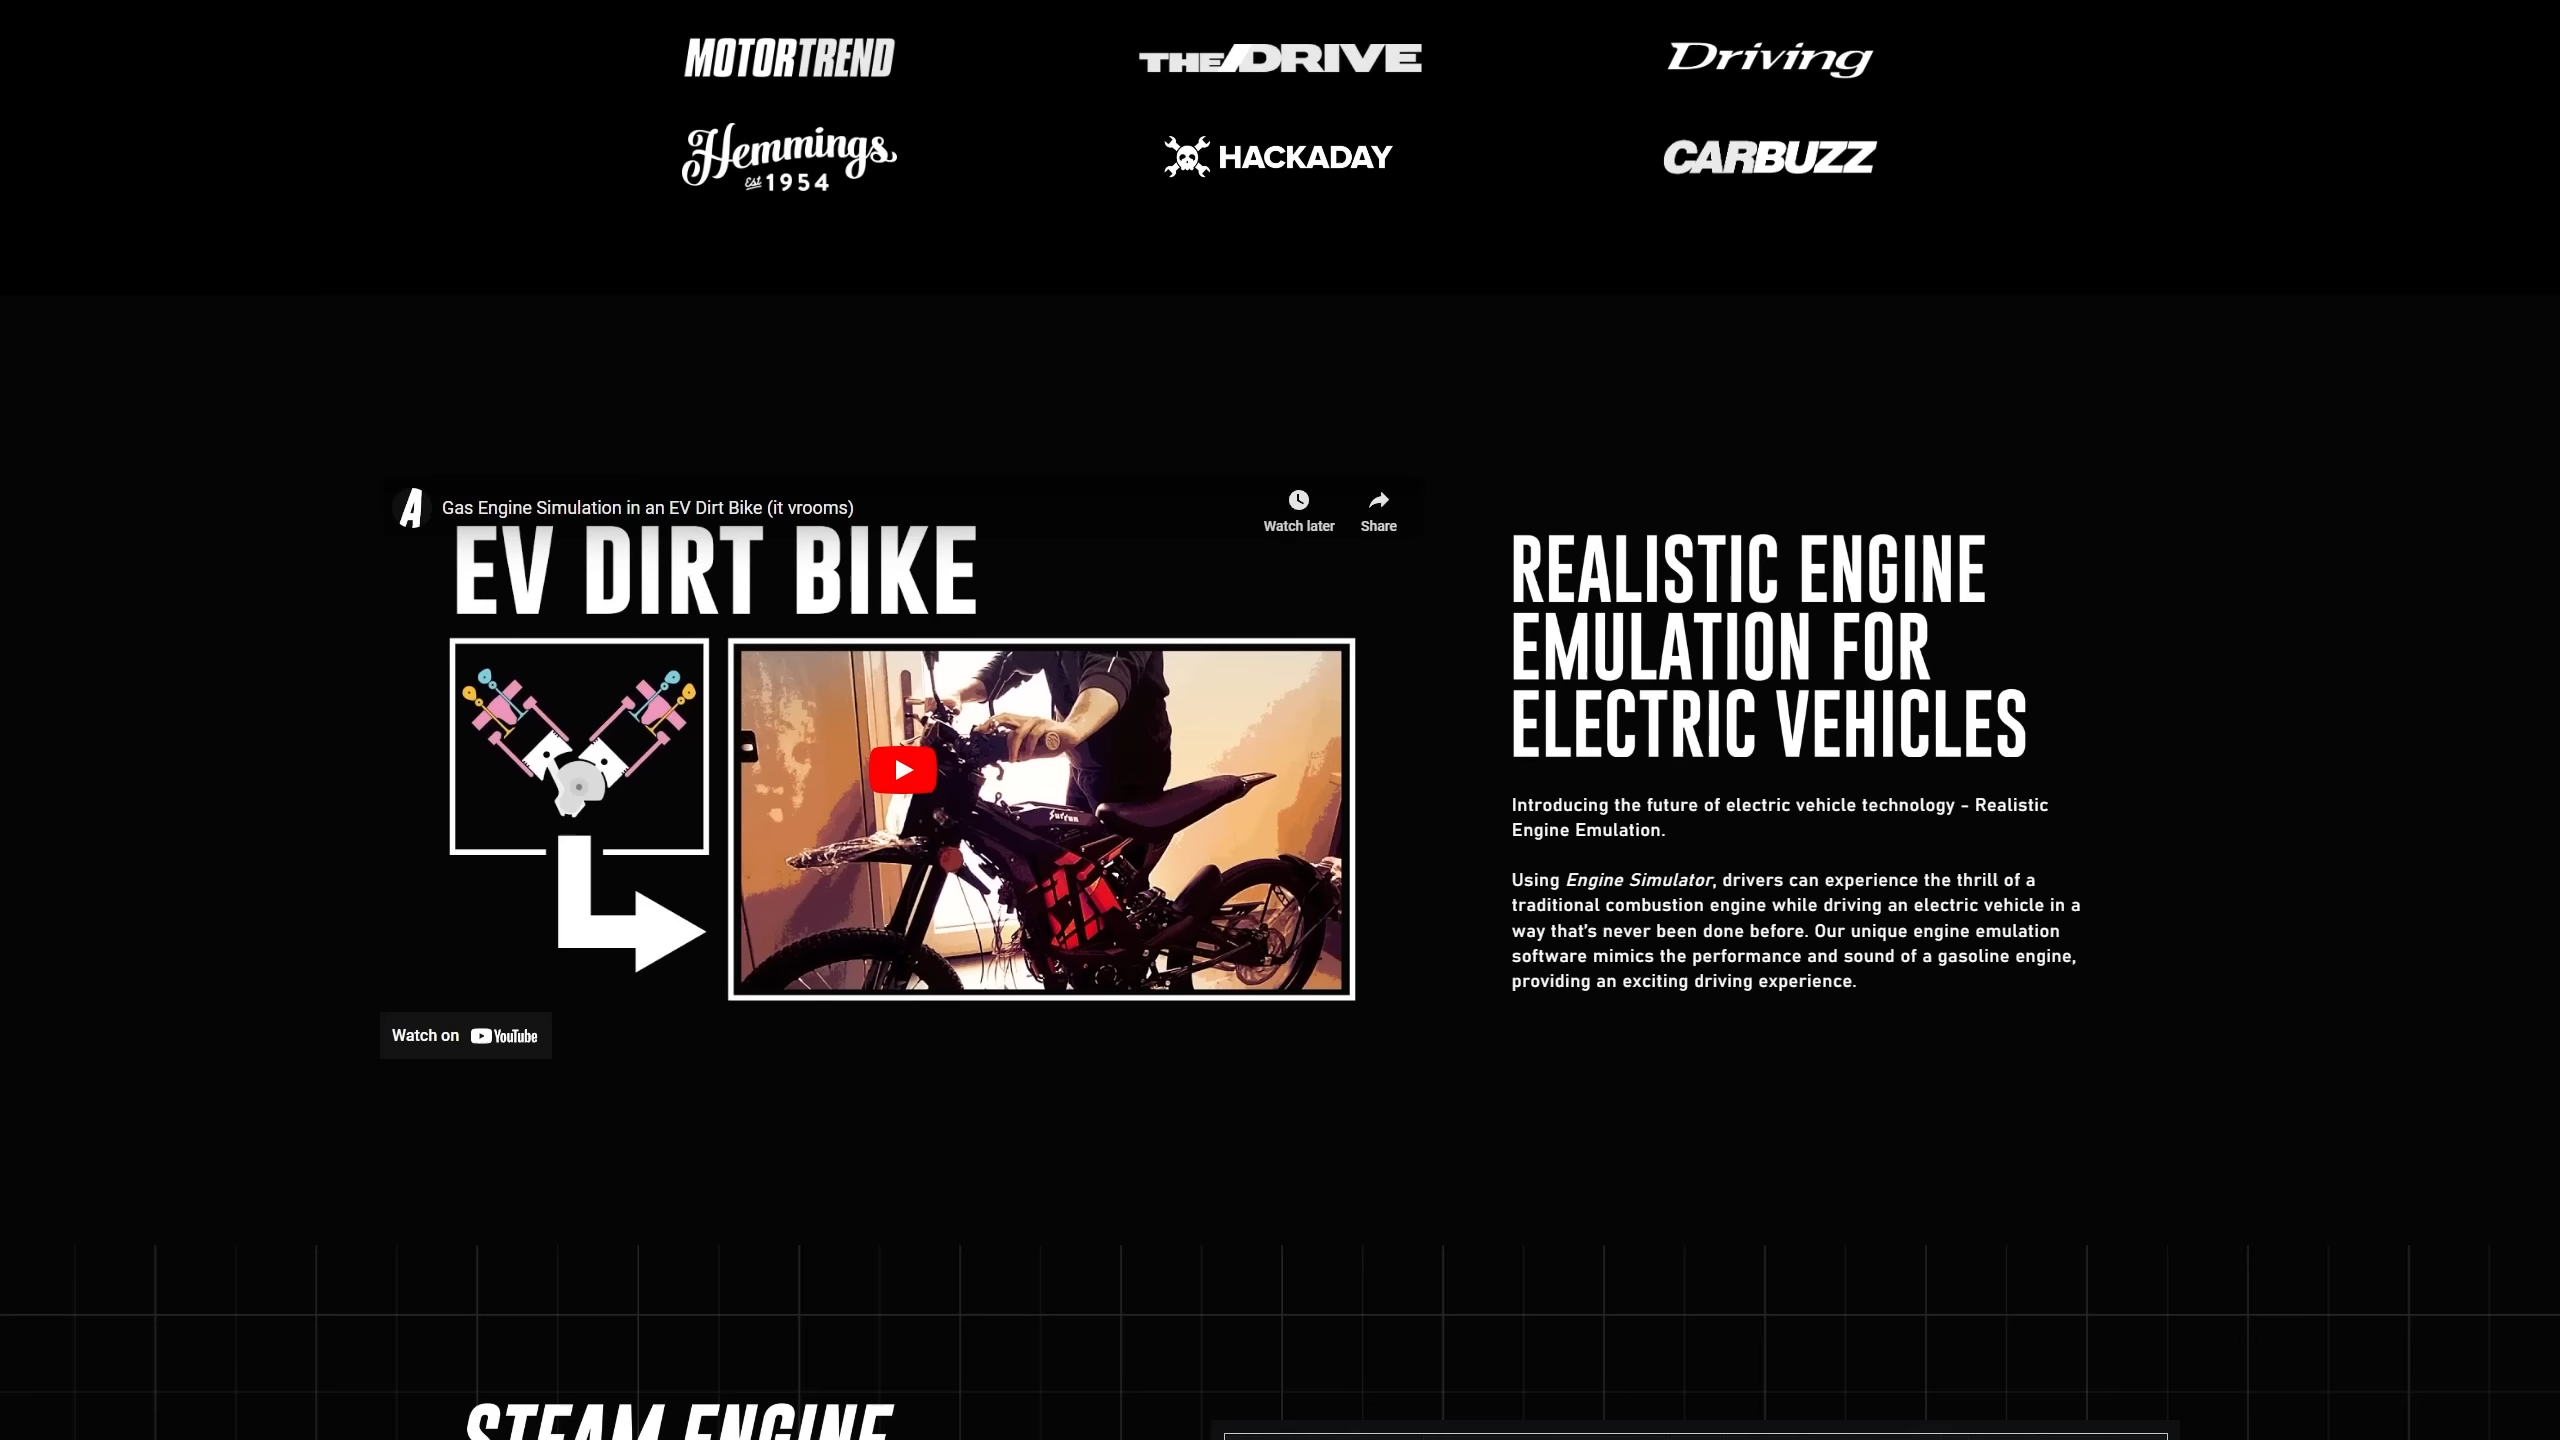 MOTORTREND
THE/DRIVE
Driving
Hemmings
Est 1954
HACKADAY
CARBUZZ
Gas Engine Simulation in an EV Dirt Bike (it vrooms)
Watch later
Share
EV DIRT BIKE
Surron
Watch on YouTube
REALISTIC ENGINE
EMULATION FOR
ELECTRIC VEHICLES
Introducing the future of electric vehicle technology - Realistic
Engine Emulation.
Using Engine Simulator, drivers can experience the thrill of a
traditional combustion engine while driving an electric vehicle in a
way that's never been done before. Our unique engine emulation
software mimics the performance and sound of a gasoline engine,
providing an exciting driving experience.
STEAM ENGINE